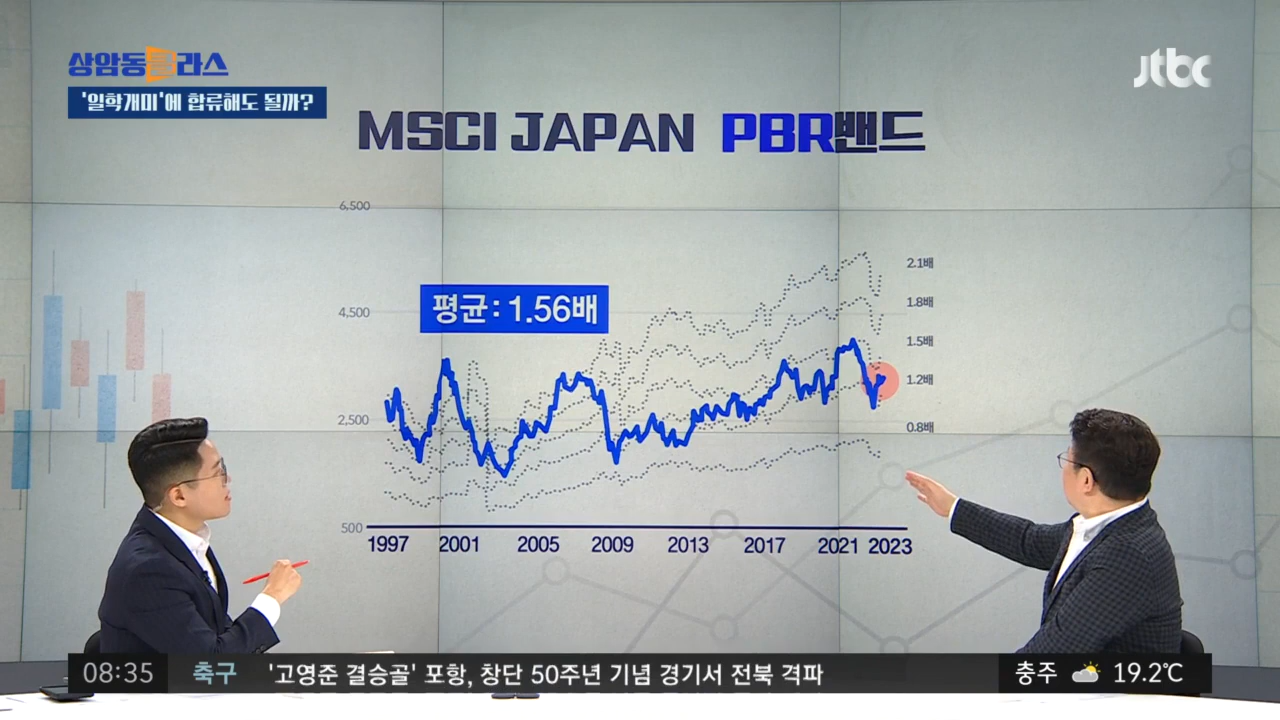 상암동클라스
jtbc
'일학개미'에 합류해도 될까?
MSCI JAPAN PBR밴드
6,500
2.1배
평균: 1.56배
4,500
1.8배
1.5배
1.2배
2,500
0.8배
500
1997 2001 2005 2009 2013 2017 2021 2023
08:35 축구 '고영준 결승골' 포항, 창단 50주년 기념 경기서 전북 격파 충주 19.2℃